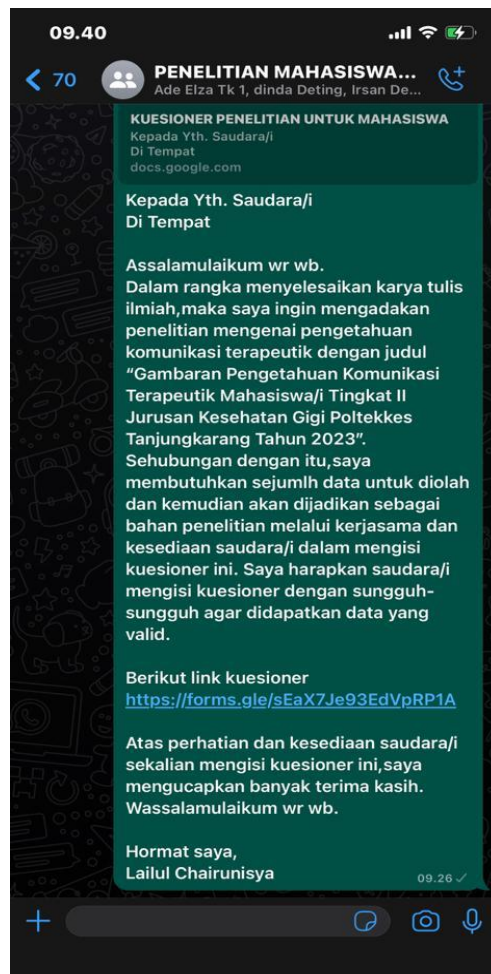 09.40
70
PENELITIAN MAHASISWA...
Ade Elza Tk 1, dinda Deting, Irsan De...
KUESIONER PENELITIAN UNTUK MAHASISWA
Kepada Yth. Saudara/i
Di Tempat
docs.google.com
Kepada Yth. Saudara/i
Di Tempat
Assalamulaikum wr wb.
Dalam rangka menyelesaikan karya tulis
ilmiah,maka saya ingin mengadakan
penelitian mengenai pengetahuan
komunikasi terapeutik dengan judul
“Gambaran Pengetahuan Komunikasi
Terapeutik Mahasiswa/i Tingkat II
Jurusan Kesehatan Gigi Poltekkes
Tanjungkarang Tahun 2023”.
Sehubungan dengan itu,saya
membutuhkan sejumlh data untuk diolah
dan kemudian akan dijadikan sebagai
bahan penelitian melalui kerjasama dan
kesediaan saudara/i dalam mengisi
kuesioner ini. Saya harapkan saudara/i
mengisi kuesioner dengan sungguh-
sungguh agar didapatkan data yang
valid.
Berikut link kuesioner
https://forms.gle/sEaX7Je93EdVpRP1A
Atas perhatian dan kesediaan saudara/i
sekalian mengisi kuesioner ini,saya
mengucapkan banyak terima kasih.
Wassalamulaikum wr wb.
Hormat saya,
Lailul Chairunisya
09.26